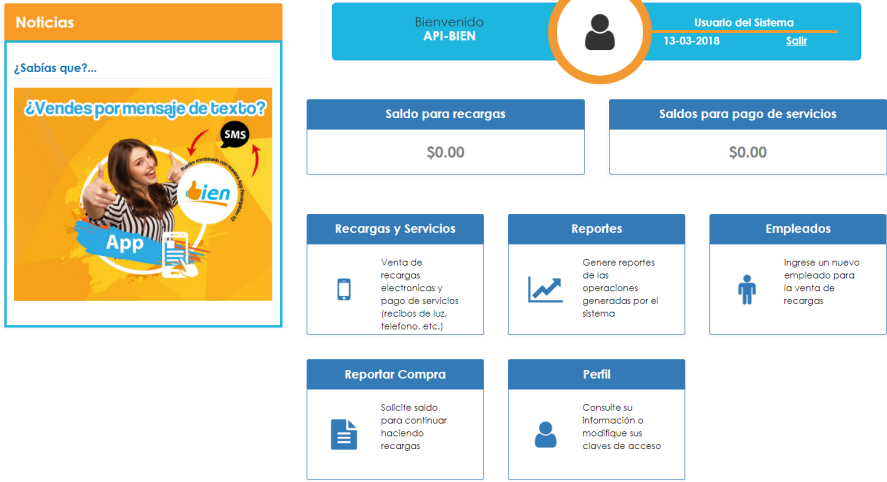 Noticias
¿Sabías que?...
¿Vendes por mensaje de texto?
SMS
bien
App
Bienvenido
API-BIEN
Usuario del Sistema
13-03-2018 Salir
Saldo para recargas
$0.00
Saldos para pago de servicios
$0.00
Recargas y Servicios
Venta de
recargas
electronicas y
pago de servicios
(recibos de luz,
telefono, etc.)
Reportes
Genere reportes
de las
operaciones
generadas por el
sistema
Empleados
Ingrese un nuevo
empleado para
la venta de
recargas
Reportar Compra
Solicite saldo
para continuar
haciendo
recargas
Perfil
Consulte su
información o
modifique sus
claves de acceso